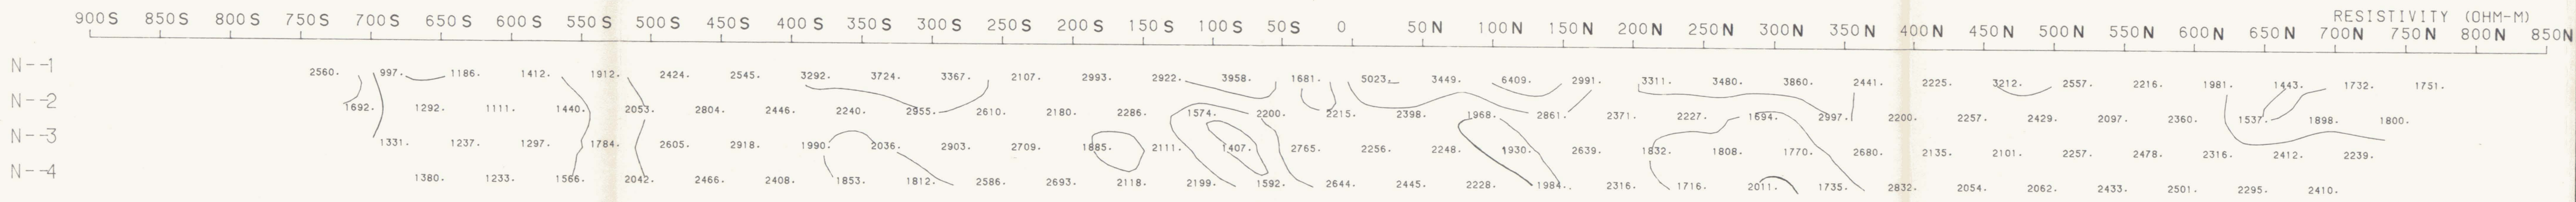 RESISTIVITY (OHM-M)
900S 850S 800S 750S 700S 650S 600S 550S 500S 450S 400S 350S 300S 250S 200S 150S 100S 50S 0 50N 100N 150N 200N 250N 300N 350N 400N 450N 500N 550N 600N 650N 700N 750N 800N 850N
N--1 2560. 997. 1186. 1412. 1912. 2424. 2545. 3292. 3724. 3367. 2107. 2993. 2922. 3958. 1681. 5023. 3449. 6409. 2991. 3311. 3480. 3860. 2441. 2225. 3212. 2557. 2216. 1981. 1443. 1732. 1751.
N--2 1692. 1292. 1111. 1440. 2053. 2804. 2446. 2240. 2955. 2610. 2180. 2286. 1574. 2200. 2215. 2398. 1968. 2861. 2371. 2227. 1694. 2997. 2200. 2257. 2429. 2097. 2360. 1537. 1898. 1800.
N--3 1331. 1237. 1297. 1784. 2605. 2918. 1990. 2036. 2903. 2709. 1885. 2111. 1407. 2765. 2256. 2248. 1930. 2639. 1832. 1808. 1770. 2680. 2135. 2101. 2257. 2478. 2316. 2412. 2239.
N--4 1380. 1233. 1566. 2042. 2466. 2408. 1853. 1812. 2586. 2693. 2118. 2199. 1592. 2644. 2445. 2228. 1984. 2316. 1716. 2011. 1735. 2832. 2054. 2062. 2433. 2501. 2295. 2410.